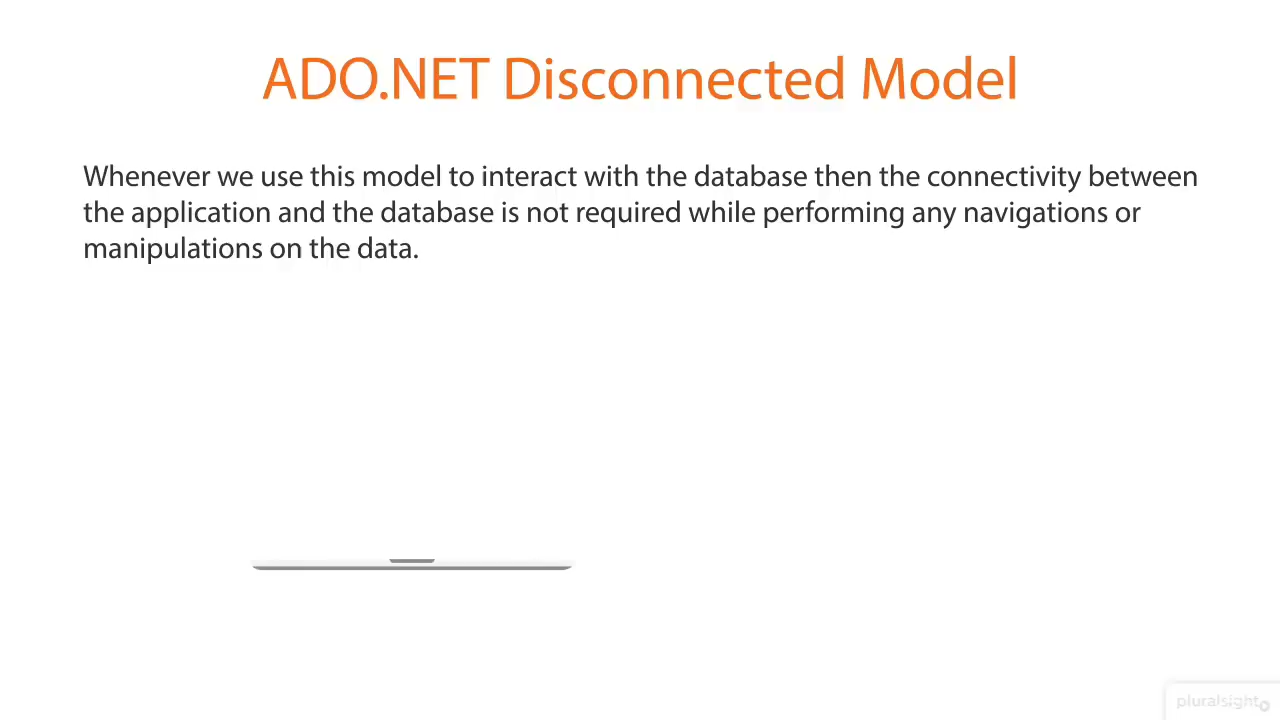 ADO.NET Disconnected Model
Whenever we use this model to interact with the database then the connectivity between
the application and the database is not required while performing any navigations or
manipulations on the data.
pluralsight